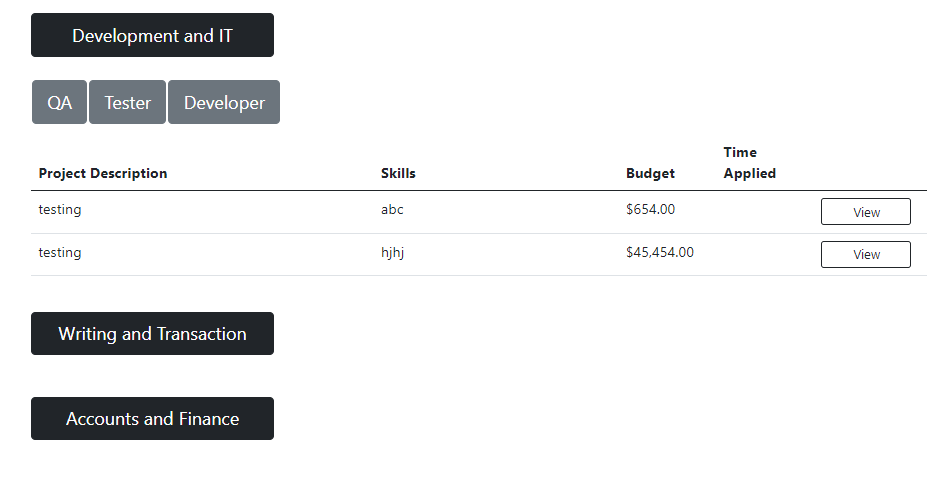 Development and IT
QA Tester Developer
Project Description Skills Budget Time Applied
testing abc $654.00 View
testing hjhj $45,454.00 View
Writing and Transaction
Accounts and Finance